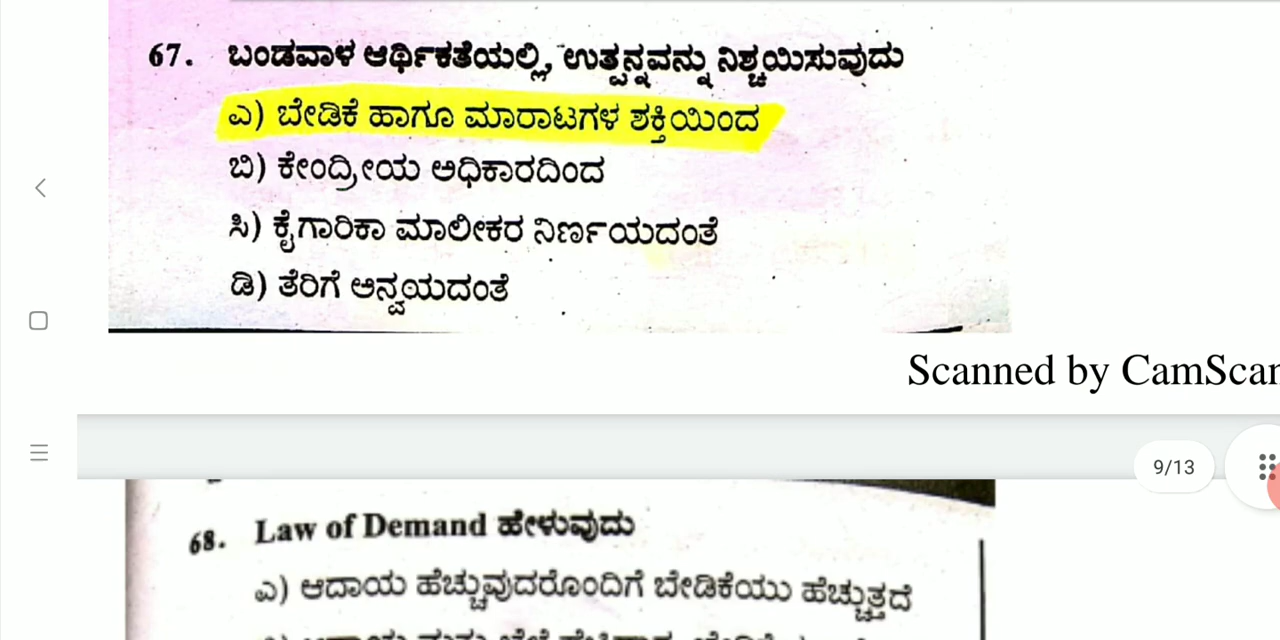 67. ಬಂಡವಾಳ ಆರ್ಥಿಕತೆಯಲ್ಲಿ, ಉತ್ಪನ್ನವನ್ನು ನಿಶ್ಚಯಿಸುವುದು
ಎ) ಬೇಡಿಕೆ ಹಾಗೂ ಮಾರಾಟಗಳ ಶಕ್ತಿಯಿಂದ
ಬಿ) ಕೇಂದ್ರೀಯ ಅಧಿಕಾರದಿಂದ
ಸಿ) ಕೈಗಾರಿಕಾ ಮಾಲೀಕರ ನಿರ್ಣಯದಂತೆ
ಡಿ) ತೆರಿಗೆ ಅನ್ವಯದಂತೆ
Scanned by CamScan
9/13
68. Law of Demand ಹೇಳುವುದು
ಎ) ಆದಾಯ ಹೆಚ್ಚುವುದರೊಂದಿಗೆ ಬೇಡಿಕೆಯು ಹೆಚ್ಚುತ್ತದೆ